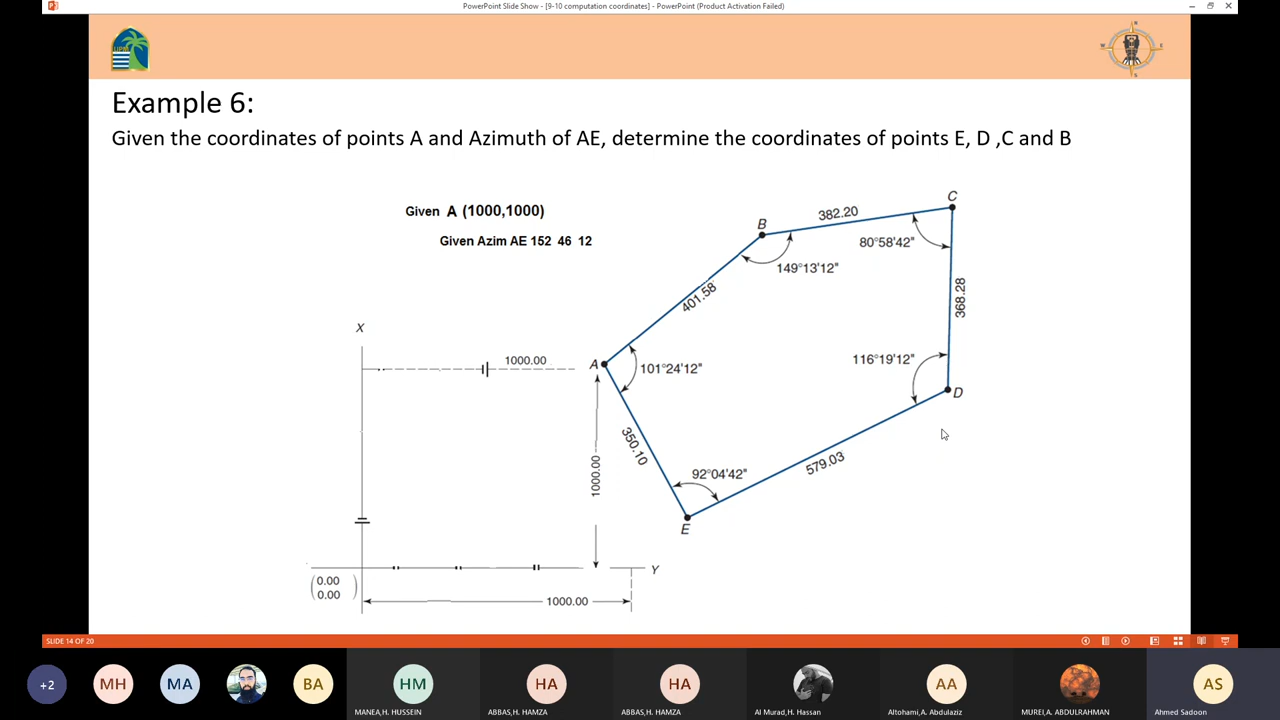 PowerPoint Slide Show - [9-10 computation coordinates] - PowerPoint (Product Activation Failed)
UPM
N
W
E
S
Example 6:
Given the coordinates of points A and Azimuth of AE, determine the coordinates of points E, D ,C and B
Given A (1000,1000)
Given Azim AE 152 46 12
C
B
382.20
80°58'42"
149°13'12"
401.58
368.28
X
1000.00
A
101°24'12"
116°19'12"
D
350.10
579.03
92°04'42"
1000.00
E
Y
(0.00
0.00)
1000.00
SLIDE 14 OF 20
+2
MH
MA
BA
HM
HA
HA
AA
AS
MANEA,H. HUSSEIN
ABBAS,H. HAMZA
ABBAS,H. HAMZA
Al Murad,H. Hassan
Altohami,A. Abdulaziz
MUREI,A. ABDULRAHMAN
Ahmed Sadoon